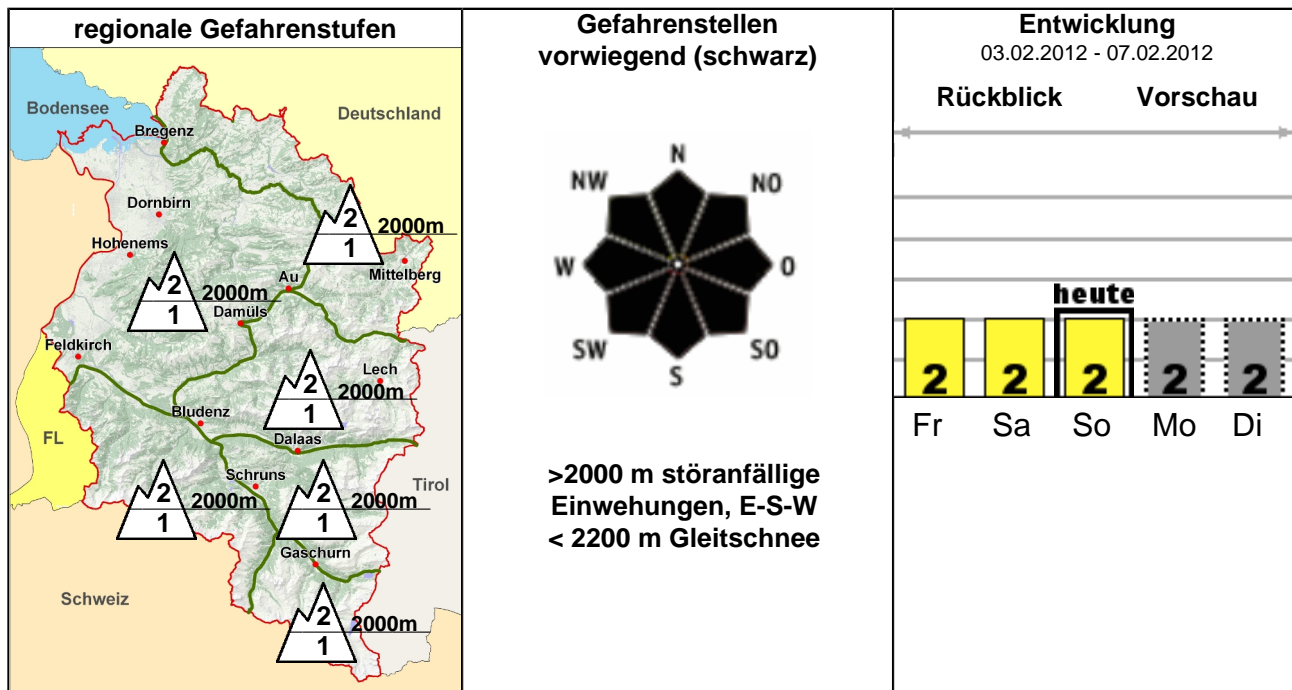 regionale Gefahrenstufen
Bodensee
Deutschland
Bregenz
Dornbirn
2
2000m
1
Hohenems
Mittelberg
2
Au
2000m
1
Damüls
Feldkirch
2
Lech
2000m
1
Bludenz
FL
Dalaas
Schruns
Tirol
2
2000m
1
2
2000m
1
Gaschurn
Schweiz
2
2000m
1
Gefahrenstellen
vorwiegend (schwarz)
N
NW
NO
W
O
SW
SO
S
>2000 m störanfällige
Einwehungen, E-S-W
< 2200 m Gleitschnee
Entwicklung
03.02.2012 - 07.02.2012
Rückblick Vorschau
heute
2 2 2 2 2
Fr Sa So Mo Di